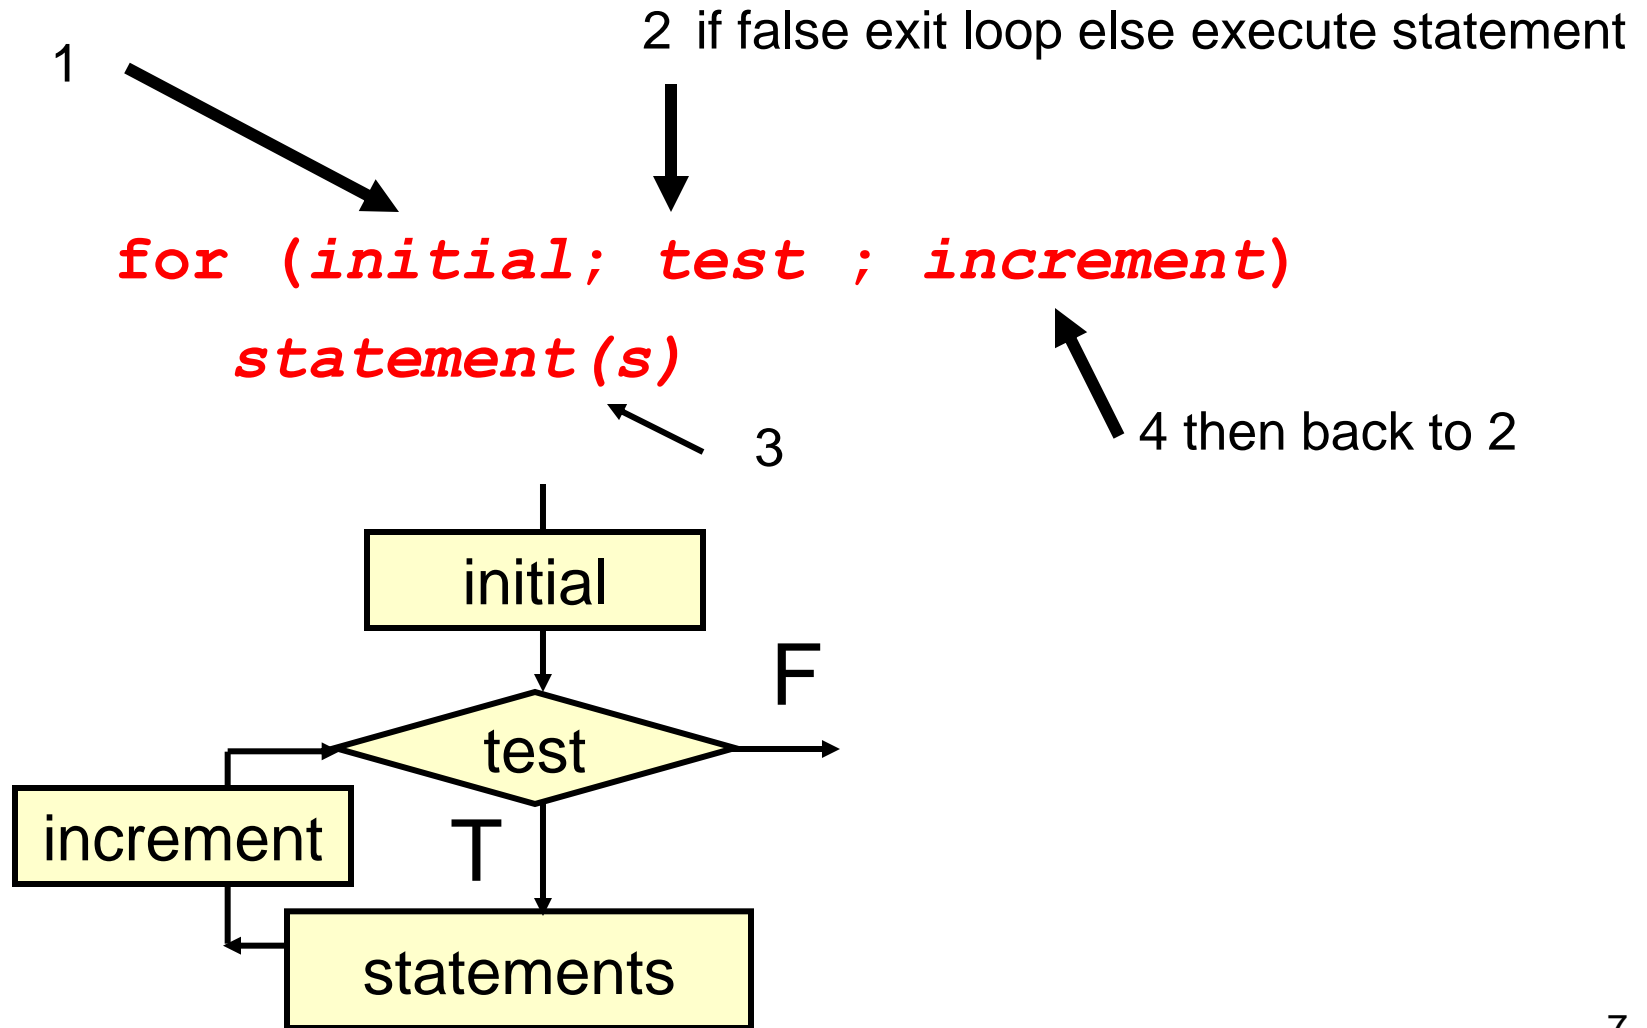 2 if false exit loop else execute statement
1
for (initial; test ; increment)
statement(s)
4 then back to 2
3
initial
F
test
increment
T
statements
7